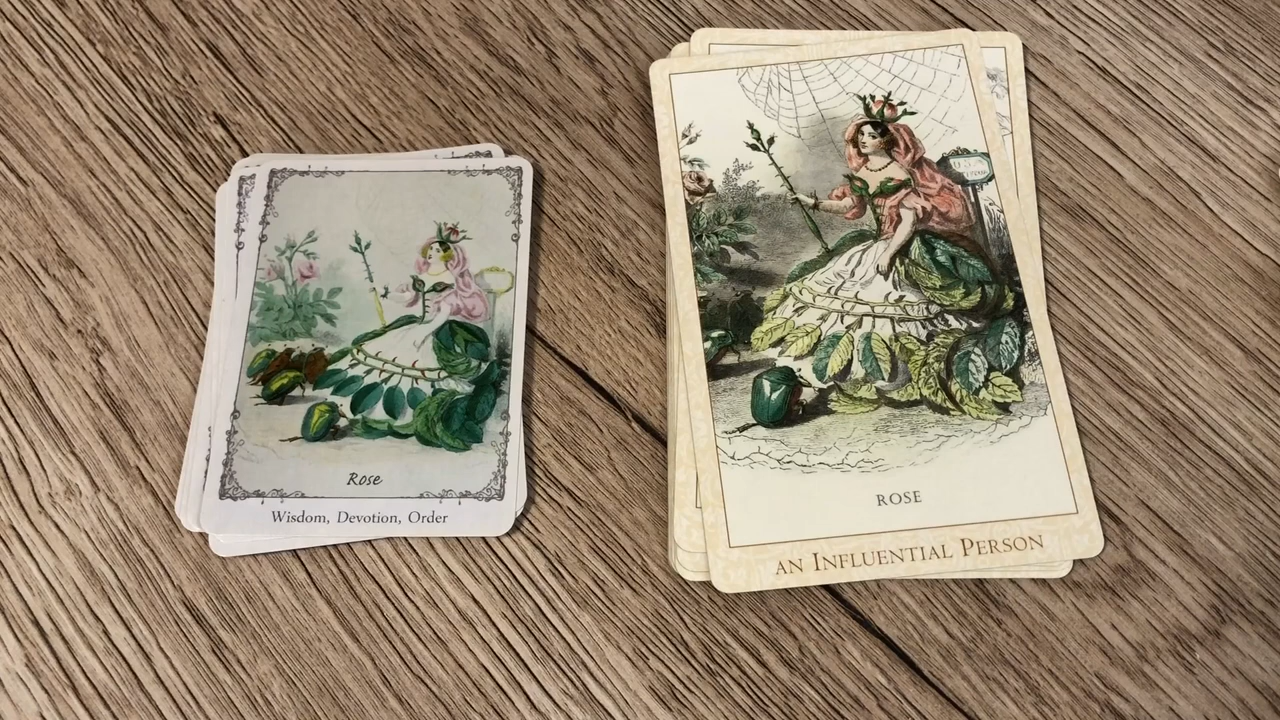 Rose
Wisdom, Devotion, Order
ROSE
AN INFLUENTIAL PERSON